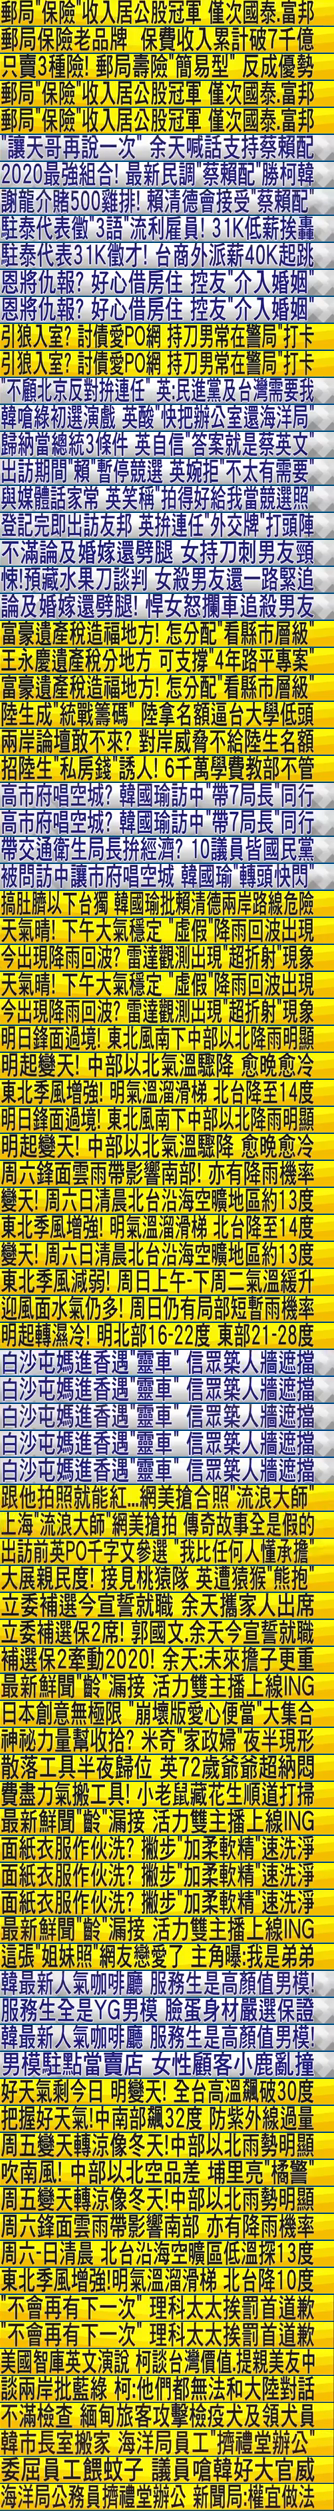 郵局"保險"收入居公股冠軍 僅次國泰.富邦
郵局保險老品牌 保費收入累計破7千億
只賣3種險! 郵局壽險"簡易型" 反成優勢
郵局"保險"收入居公股冠軍 僅次國泰.富邦
郵局"保險"收入居公股冠軍 僅次國泰.富邦
"讓天哥再說一次" 余天喊話支持蔡賴配
2020最強組合! 最新民調"蔡賴配"勝柯韓
謝龍介賭500雞排! 賴清德會接受"蔡賴配"
駐泰代表徵"3語"流利雇員! 31K低薪挨轟
駐泰代表31K徵才! 台商外派薪40K起跳
恩將仇報? 好心借房住 控友"介入婚姻"
恩將仇報? 好心借房住 控友"介入婚姻"
引狼入室? 討債愛PO網 持刀男常在警局"打卡
引狼入室? 討債愛PO網 持刀男常在警局"打卡
"不顧北京反對拚連任" 英:民進黨及台灣需要我
韓嗆綠初選演戲 英酸"快把辦公室還海洋局"
歸納當總統3條件 英自信"答案就是蔡英文"
出訪期間"賴"暫停競選 英婉拒"不太有需要"
與媒體話家常 英笑稱"拍得好給我當競選照"
登記完即出訪友邦 英拚連任"外交牌"打頭陣
不滿論及婚嫁還劈腿 女持刀刺男友頸
悚!預藏水果刀談判 女殺男友還一路緊追
論及婚嫁還劈腿! 悍女怒攔車追殺男友
富豪遺產稅造福地方! 怎分配"看縣市層級"
王永慶遺產稅分地方 可支撐"4年路平專案"
富豪遺產稅造福地方! 怎分配"看縣市層級"
陸生成"統戰籌碼" 陸拿名額逼台大學低頭
兩岸論壇敢不來? 對岸威脅不給陸生名額
招陸生"私房錢"誘人! 6千萬學費教部不管
高市府唱空城? 韓國瑜訪中"帶7局長"同行
高市府唱空城? 韓國瑜訪中"帶7局長"同行
帶交通衛生局長拚經濟? 10議員皆國民黨
被問訪中讓市府唱空城 韓國瑜"轉頭快閃"
搞肚臍以下台獨 韓國瑜批賴清德兩岸路線危險
天氣晴! 下午大氣穩定 "虛假"降雨回波出現
今出現降雨回波? 雷達觀測出現"超折射"現象
天氣晴! 下午大氣穩定 "虛假"降雨回波出現
今出現降雨回波? 雷達觀測出現"超折射"現象
明日鋒面過境! 東北風南下中部以北降雨明顯
明起變天! 中部以北氣溫驟降 愈晚愈冷
東北季風增強! 明氣溫溜滑梯 北台降至14度
明日鋒面過境! 東北風南下中部以北降雨明顯
明起變天! 中部以北氣溫驟降 愈晚愈冷
周六鋒面雲雨帶影響南部! 亦有降雨機率
變天! 周六日清晨北台沿海空曠地區約13度
東北季風增強! 明氣溫溜滑梯 北台降至14度
變天! 周六日清晨北台沿海空曠地區約13度
東北季風減弱! 周日上午-下周二氣溫緩升
迎風面水氣仍多! 周日仍有局部短暫雨機率
明起轉濕冷! 明北部16-22度 東部21-28度
白沙屯媽進香遇"靈車" 信眾築人牆遮擋
白沙屯媽進香遇"靈車" 信眾築人牆遮擋
白沙屯媽進香遇"靈車" 信眾築人牆遮擋
白沙屯媽進香遇"靈車" 信眾築人牆遮擋
白沙屯媽進香遇"靈車" 信眾築人牆遮擋
跟他拍照就能紅...網美搶合照"流浪大師"
上海"流浪大師"網美搶拍 傳奇故事全是假的
出訪前英PO千字文參選 "我比任何人懂承擔"
大展親民度! 接見桃猿隊 英遭猿猴"熊抱"
立委補選今宣誓就職 余天攜家人出席
立委補選保2席! 郭國文.余天今宣誓就職
補選保2牽動2020! 余天:未來擔子更重
最新鮮聞"齡"漏接 活力雙主播上線ING
日本創意無極限 "崩壞版愛心便當"大集合
神祕力量幫收拾? 米奇"家政婦"夜半現形
散落工具半夜歸位 英72歲爺爺超納悶
費盡力氣搬工具! 小老鼠藏花生順道打掃
最新鮮聞"齡"漏接 活力雙主播上線ING
面紙衣服作伙洗? 撇步"加柔軟精"速洗淨
面紙衣服作伙洗? 撇步"加柔軟精"速洗淨
面紙衣服作伙洗? 撇步"加柔軟精"速洗淨
最新鮮聞"齡"漏接 活力雙主播上線ING
這張"姐妹照"網友戀愛了 主角曝:我是弟弟
韓最新人氣咖啡廳 服務生是高顏值男模!
服務生全是YG男模 臉蛋身材嚴選保證
韓最新人氣咖啡廳 服務生是高顏值男模!
男模駐點當賣店 女性顧客小鹿亂撞
好天氣剩今日 明變天! 全台高溫飆破30度
把握好天氣!中南部飆32度 防紫外線過量
周五變天轉涼像冬天!中部以北雨勢明顯
吹南風! 中部以北空品差 埔里亮"橘警"
周五變天轉涼像冬天!中部以北雨勢明顯
周六鋒面雲雨帶影響南部 亦有降雨機率
周六-日清晨 北台沿海空曠區低溫探13度
東北季風增強!明氣溫溜滑梯 北台降10度
"不會再有下一次" 理科太太挨罰首道歉
"不會再有下一次" 理科太太挨罰首道歉
美國智庫英文演說 柯談台灣價值.提親美友中
談兩岸批藍綠 柯:他們都無法和大陸對話
不滿檢查 緬甸旅客攻擊檢疫犬及領犬員
韓市長室搬家 海洋局員工"擠禮堂辦公"
委屈員工餵蚊子 議員嗆韓好大官威
海洋局公務員擠禮堂辦公 新聞局:權宜做法